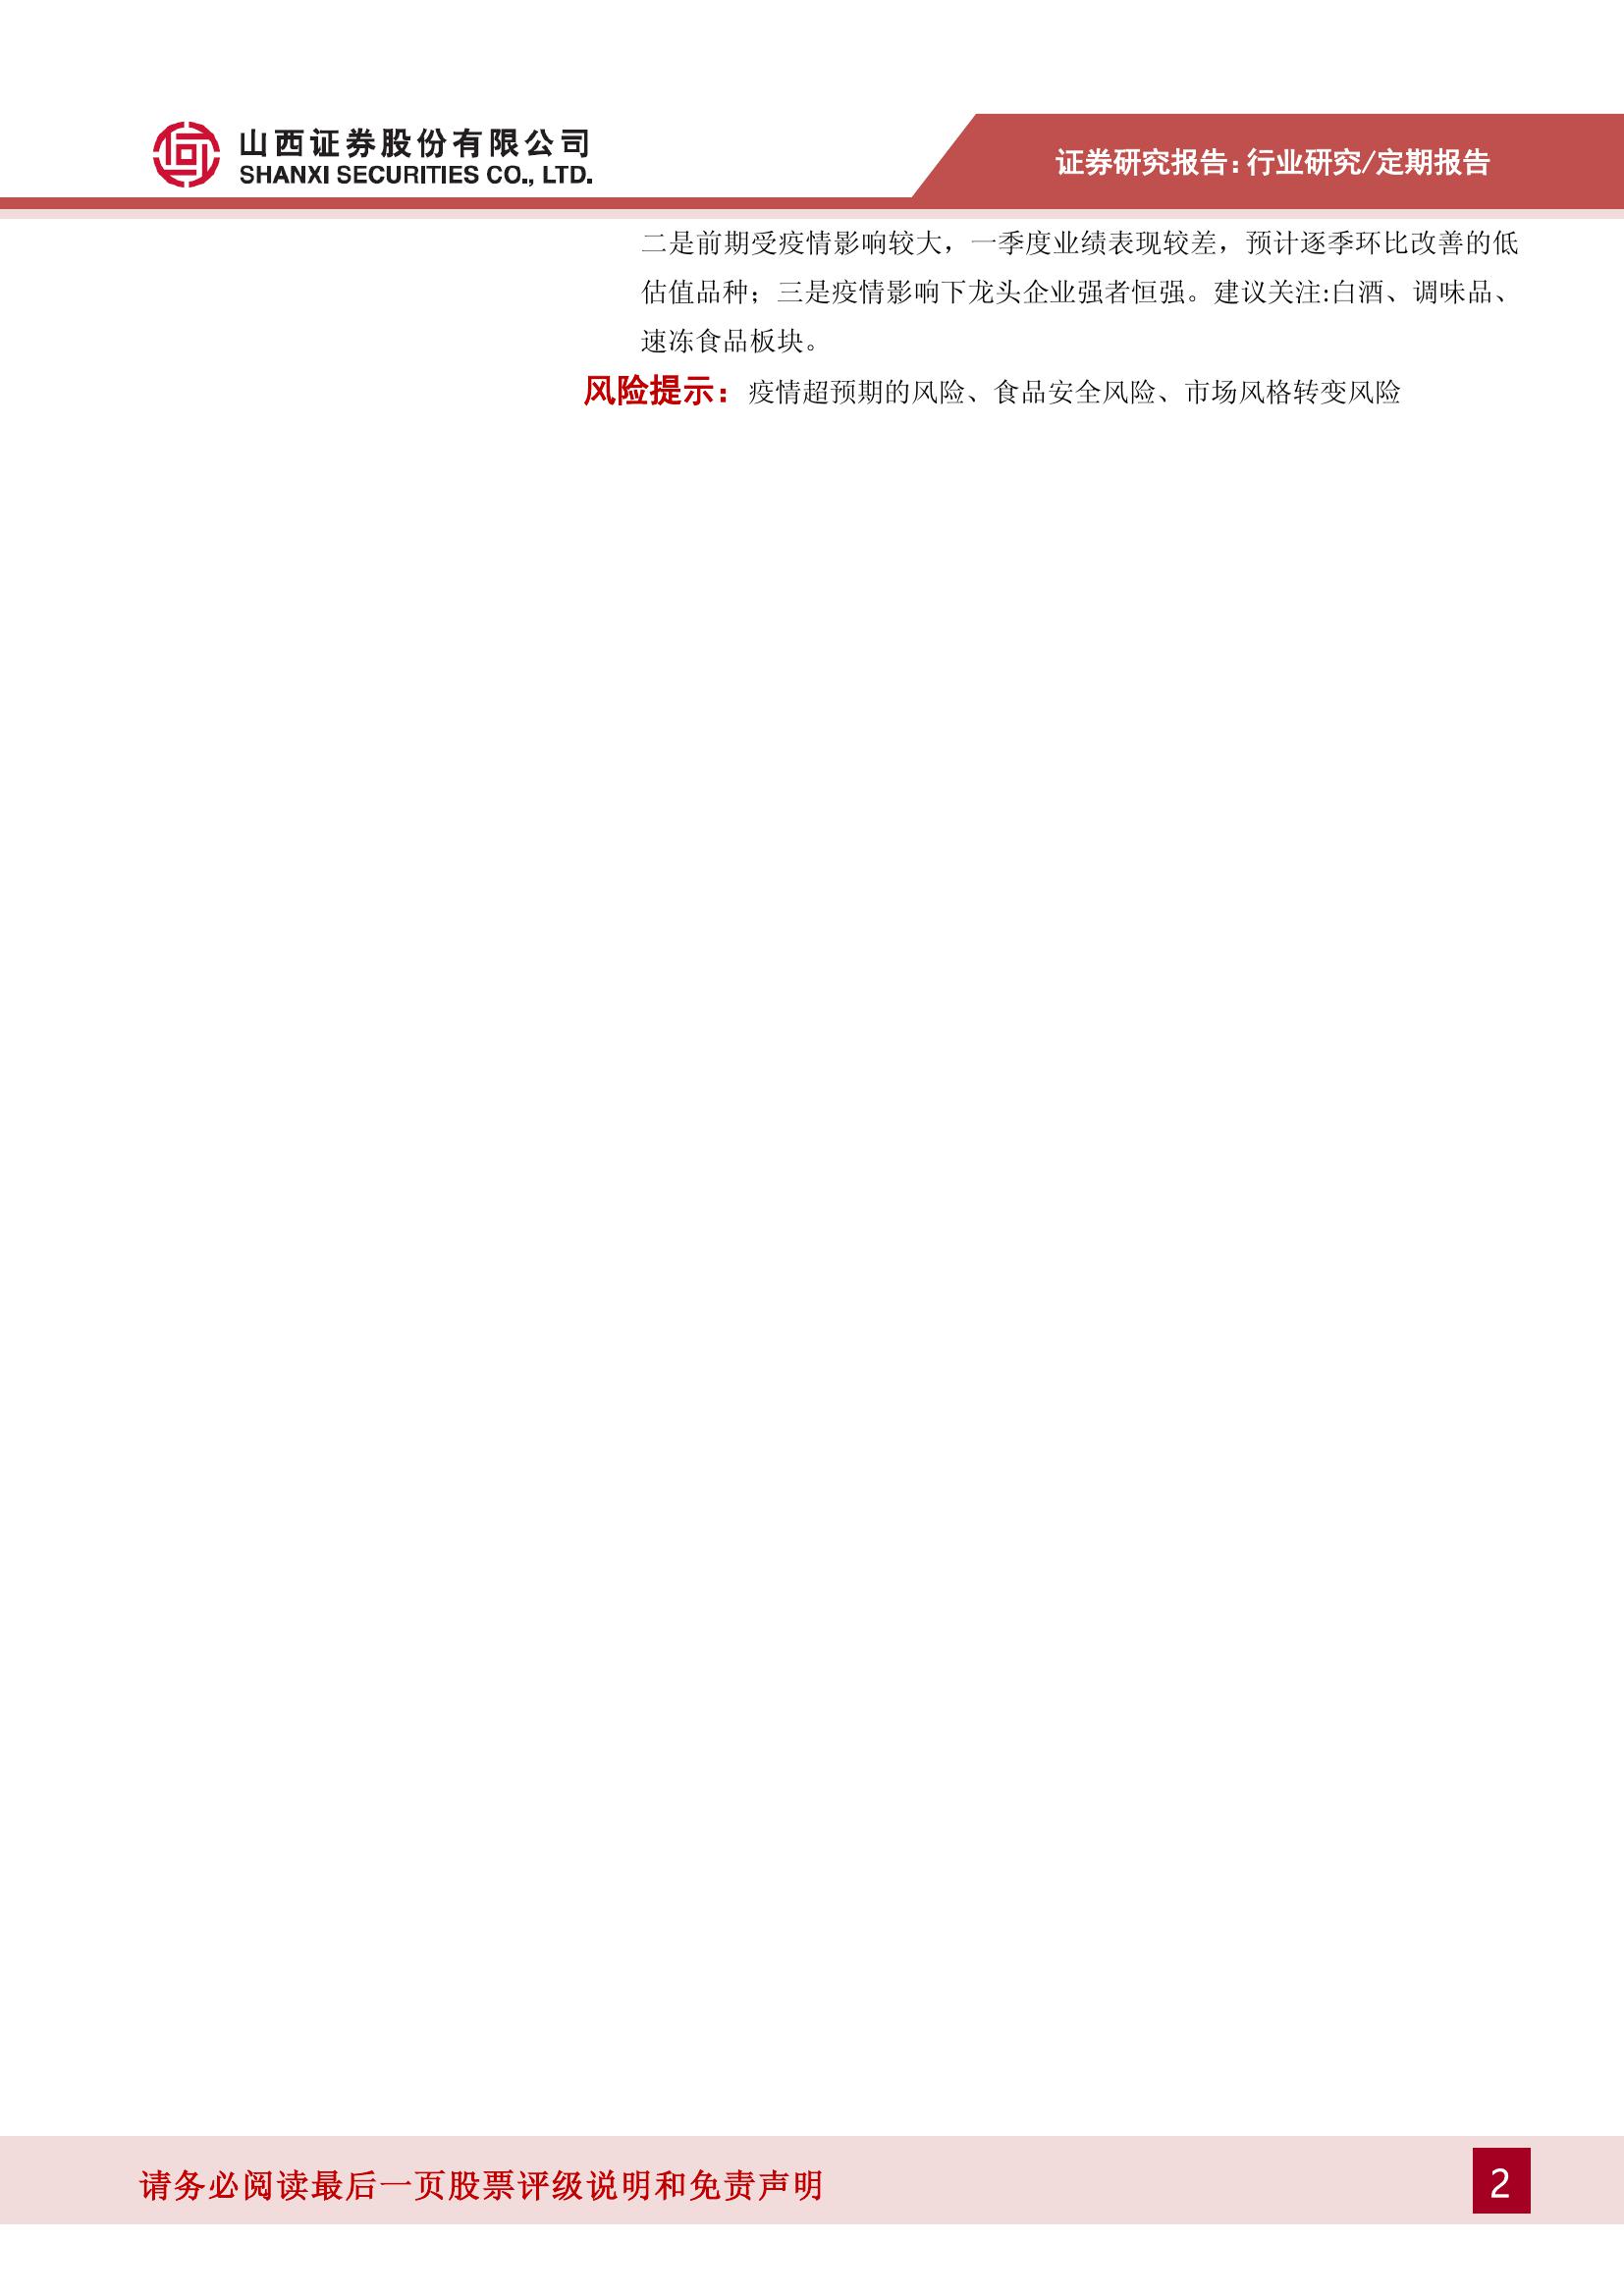 山西证券股份有限公司
SHANXI SECURITIES CO., LTD.
证券研究报告：行业研究/定期报告
二是前期受疫情影响较大，一季度业绩表现较差，预计逐季环比改善的低
估值品种；三是疫情影响下龙头企业强者恒强。建议关注:白酒、调味品、
速冻食品板块。
风险提示：疫情超预期的风险、食品安全风险、市场风格转变风险
请务必阅读最后一页股票评级说明和免责声明
2